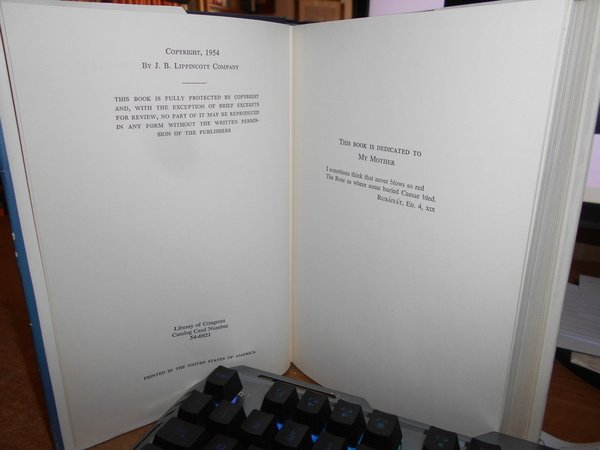 Copyright, 1954
By J. B. Lippincott Company
THIS BOOK IS FULLY PROTECTED BY COPYRIGHT
AND, WITH THE EXCEPTION OF BRIEF EXCERPTS
FOR REVIEW, NO PART OF IT MAY BE REPRODUCED
IN ANY FORM WITHOUT THE WRITTEN PERMIS-
SION OF THE PUBLISHERS
Library of Congress
Catalog Card Number
54-6921
PRINTED IN THE UNITED STATES OF AMERICA
This book is dedicated to
My Mother
I sometimes think that never blows so red
The Rose as where some buried Caesar bled.
Rubáiyát, Ed. 4, xix